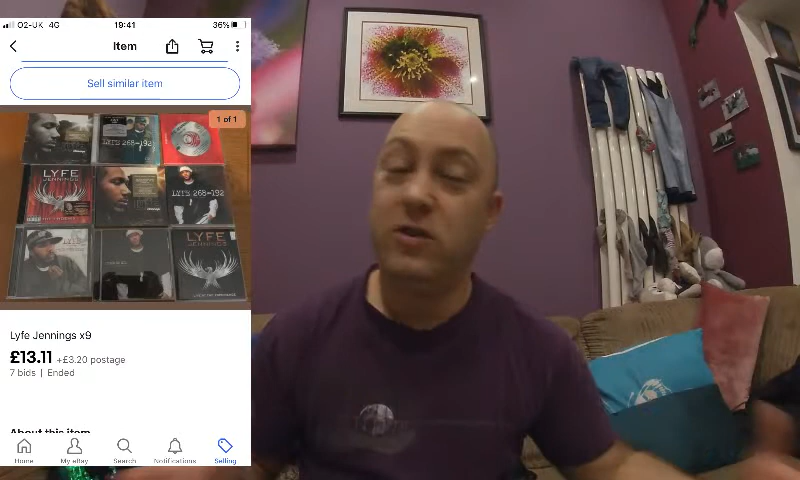 O2-UK 4G 19:41 36%
Item
Sell similar item
1 of 1
LYFE 268-192
LYFE JENNINGS
LYFE 268-192
LYFE JENNINGS
Lyfe Jennings x9
£13.11 +£3.20 postage
7 bids | Ended
About this item
Home My eBay Search Notifications Selling